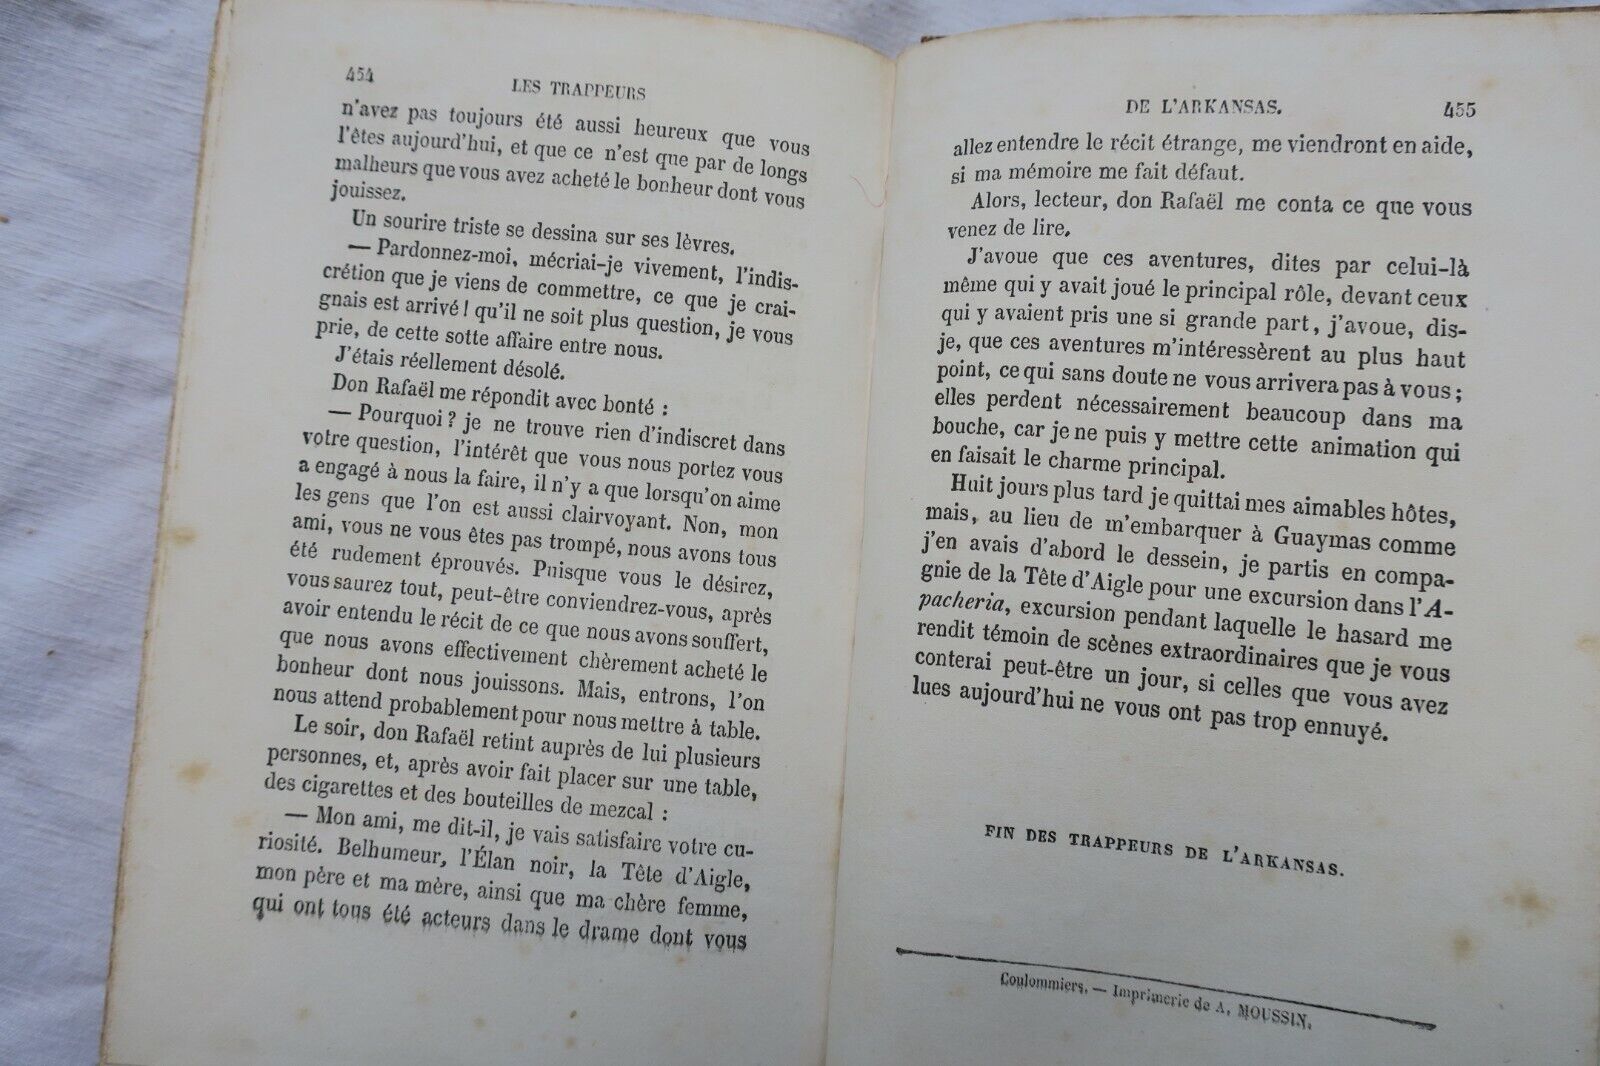 454
LES TRAPPEURS
n'avez pas toujours été aussi heureux que vous
l'êtes aujourd'hui, et que ce n'est que par de longs
malheurs que vous avez acheté le bonheur dont vous
jouissez.
Un sourire triste se dessina sur ses lèvres.
— Pardonnez-moi, mécriai-je vivement, l'indis-
crétion que je viens de commettre, ce que je crai-
gnais est arrivé! qu'il ne soit plus question, je vous
prie, de cette sotte affaire entre nous.
J'étais réellement désolé.
Don Rafaël me répondit avec bonté :
— Pourquoi? je ne trouve rien d'indiscret dans
votre question, l'intérêt que vous nous portez vous
a engagé à nous la faire, il n'y a que lorsqu'on aime
les gens que l'on est aussi clairvoyant. Non, mon
ami, vous ne vous êtes pas trompé, nous avons tous
été rudement éprouvés. Puisque vous le désirez,
vous saurez tout, peut-être conviendrez-vous, après
avoir entendu le récit de ce que nous avons souffert,
que nous avons effectivement chèrement acheté le
bonheur dont nous jouissons. Mais, entrons, l'on
nous attend probablement pour nous mettre à table.
Le soir, don Rafaël retint auprès de lui plusieurs
personnes, et, après avoir fait placer sur une table,
des cigarettes et des bouteilles de mezcal :
— Mon ami, me dit-il, je vais satisfaire votre cu-
riosité. Belhumeur, l'Élan noir, la Tête d'Aigle,
mon père et ma mère, ainsi que ma chère femme,
qui ont tous été acteurs dans le drame dont vous
DE L'ARKANSAS.
455
allez entendre le récit étrange, me viendront en aide,
si ma mémoire me fait défaut.
Alors, lecteur, don Rafaël me conta ce que vous
venez de lire.
J'avoue que ces aventures, dites par celui-là
même qui y avait joué le principal rôle, devant ceux
qui y avaient pris une si grande part, j'avoue, dis-
je, que ces aventures m'intéressèrent au plus haut
point, ce qui sans doute ne vous arrivera pas à vous;
elles perdent nécessairement beaucoup dans ma
bouche, car je ne puis y mettre cette animation qui
en faisait le charme principal.
Huit jours plus tard je quittai mes aimables hôtes,
mais, au lieu de m'embarquer à Guaymas comme
j'en avais d'abord le dessein, je partis en compa-
gnie de la Tête d'Aigle pour une excursion dans l'A-
pacheria, excursion pendant laquelle le hasard me
rendit témoin de scènes extraordinaires que je vous
conterai peut-être un jour, si celles que vous avez
lues aujourd'hui ne vous ont pas trop ennuyé.
FIN DES TRAPPEURS DE L'ARKANSAS.
Coulommiers. — Imprimerie de A. MOUSSIN.